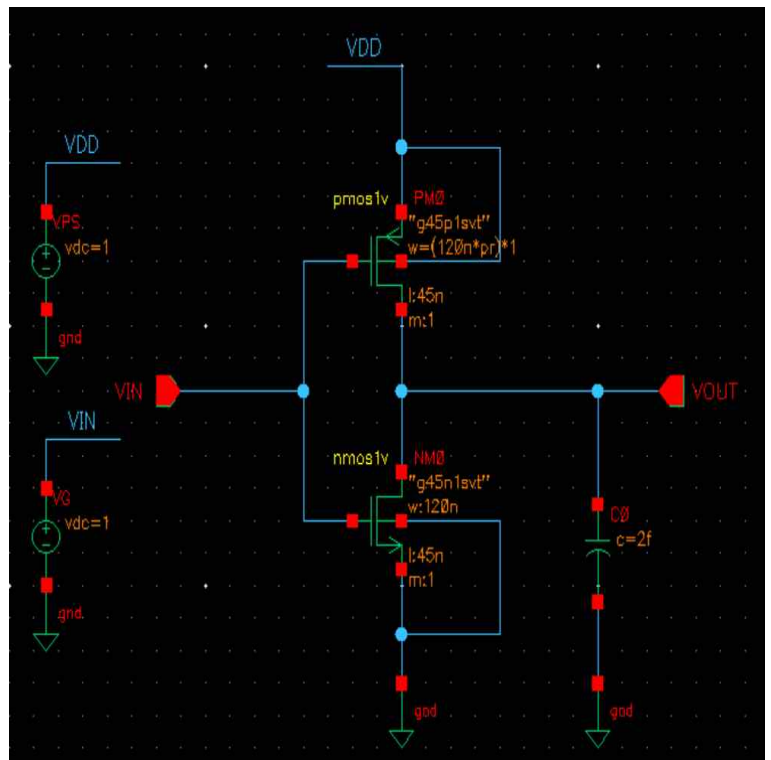 VDD
VDD
VPS
vdc=1
gnd
pmos1v
PM0
"g45p1svt"
w=(120n*pr)*1
l:45n
m:1
VIN
VOUT
VIN
VG
vdc=1
gnd
nmos1v
NM0
"g45n1svt"
w:120n
l:45n
m:1
C0
c=2f
gnd
gnd